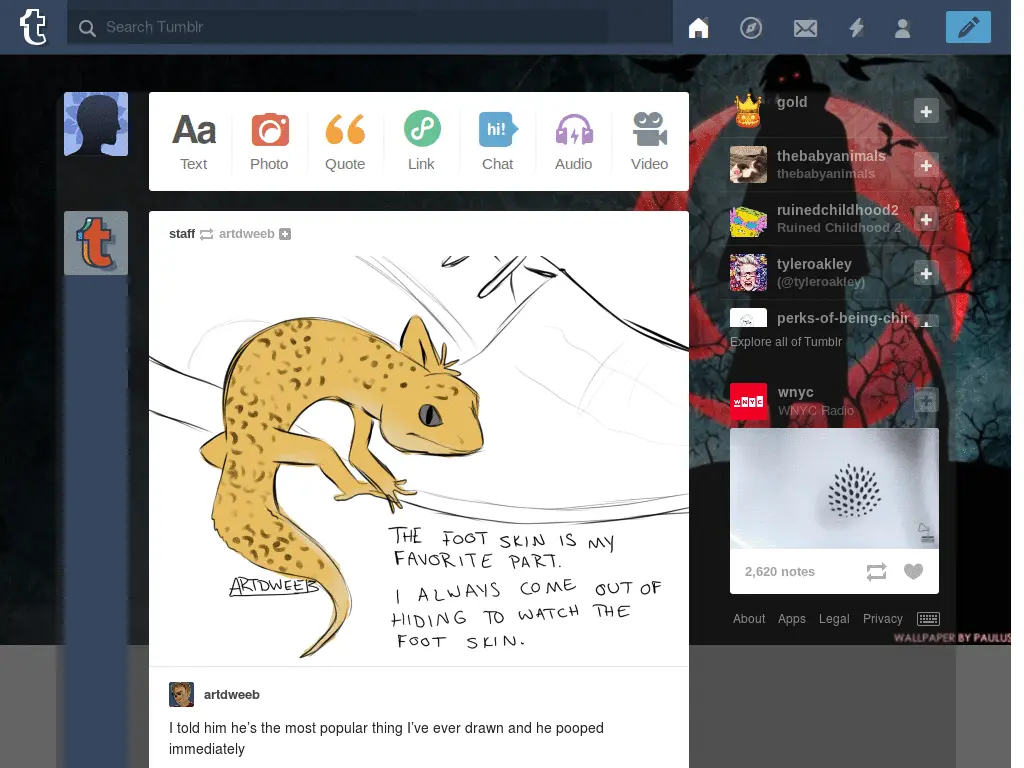 Search Tumblr
Aa
Text
Photo
Quote
Link
hi!
Chat
Audio
Video
staff artdweeb
THE FOOT SKIN IS MY
FAVORITE PART.
I ALWAYS COME OUT OF
HIDING TO WATCH THE
FOOT SKIN.
ARTDWEEB
artdweeb
I told him he's the most popular thing I've ever drawn and he pooped
immediately
gold
thebabyanimals
thebabyanimals
ruinedchildhood2
Ruined Childhood 2
tyleroakley
(@tyleroakley)
perks-of-being-chir
Explore all of Tumblr
WNYC
wnyc
WNYC Radio
2,620 notes
About Apps Legal Privacy
WALLPAPER BY PAULUS